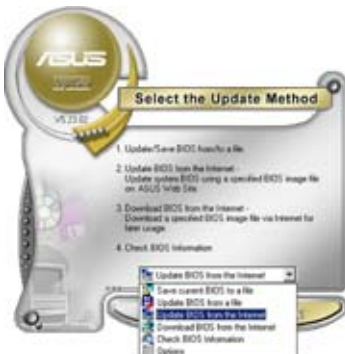 ASUS
V5.23.02
Select the Update Method
1. Update/Save BIOS from/to a file.
2. Update BIOS from the Internet -
Update system BIOS using a specified BIOS image file
on ASUS Web Site.
3. Download BIOS from the Internet -
Download a specified BIOS image file via Internet for
later usage.
4. Check BIOS Information
Update BIOS from the Internet
Save current BIOS to a file
Update BIOS from a file
Update BIOS from the Internet
Download BIOS from the Internet
Check BIOS Information
Options